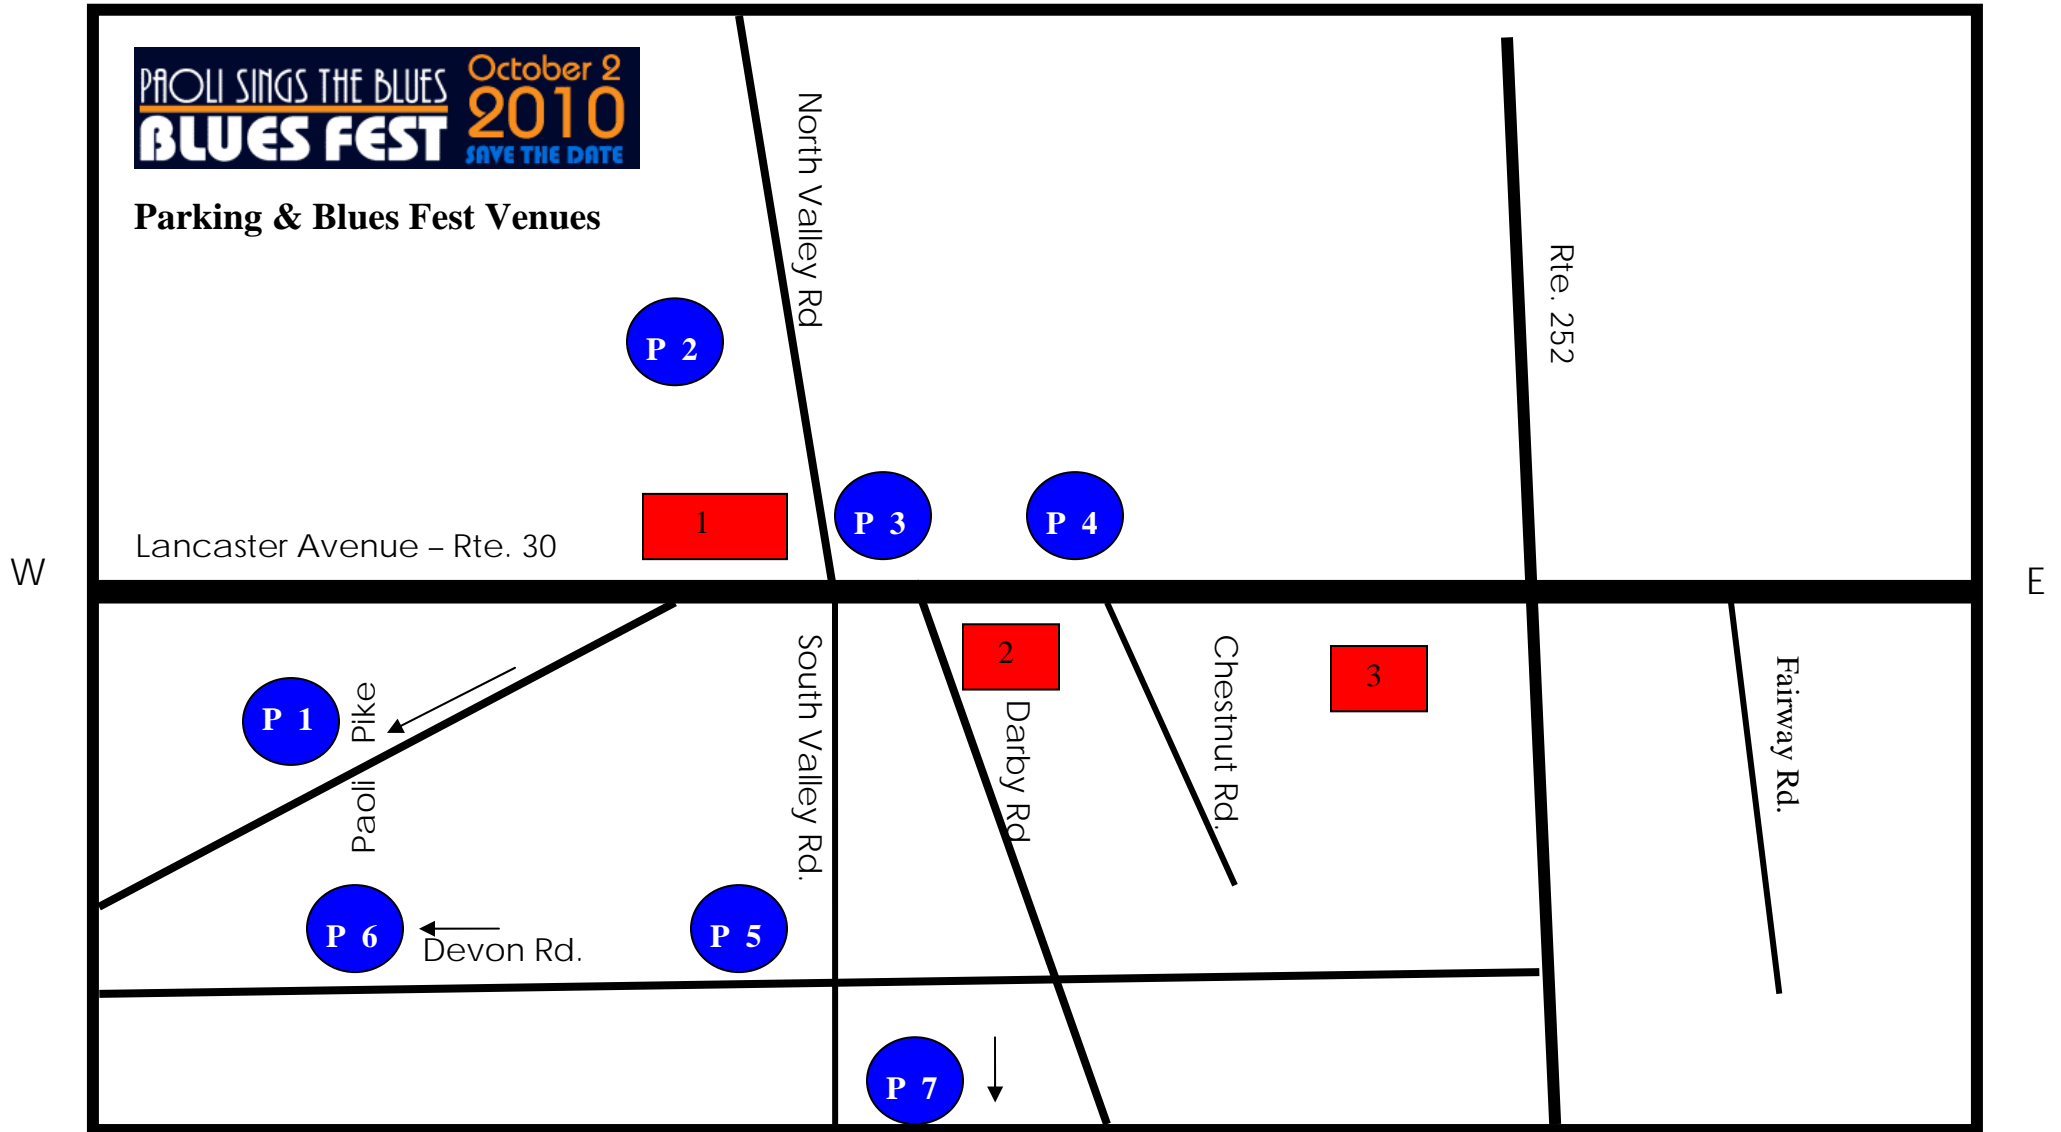 PAOLI SINGS THE BLUES
BLUES FEST
October 2
2010
SAVE THE DATE
Parking & Blues Fest Venues
North Valley Rd
Rte. 252
P 2
1
P 3
P 4
Lancaster Avenue – Rte. 30
W
E
P 1
Paoli Pike
South Valley Rd.
2
Darby Rd
Chestnut Rd.
3
Fairway Rd.
P 6
Devon Rd.
P 5
P 7